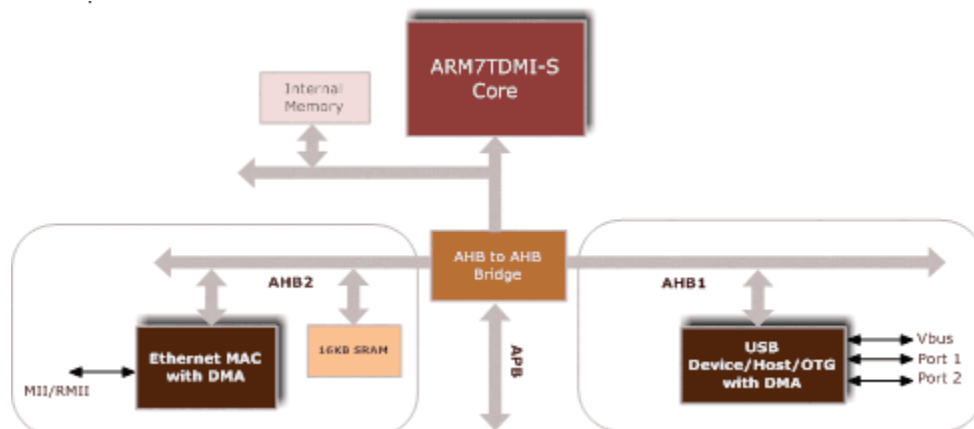 ARM7TDMI-S
Core
Internal
Memory
AHB to AHB
Bridge
AHB2
AHB1
Ethernet MAC
with DMA
16KB SRAM
APB
USB
Device/Host/OTG
with DMA
Vbus
Port 1
Port 2
MII/RMII